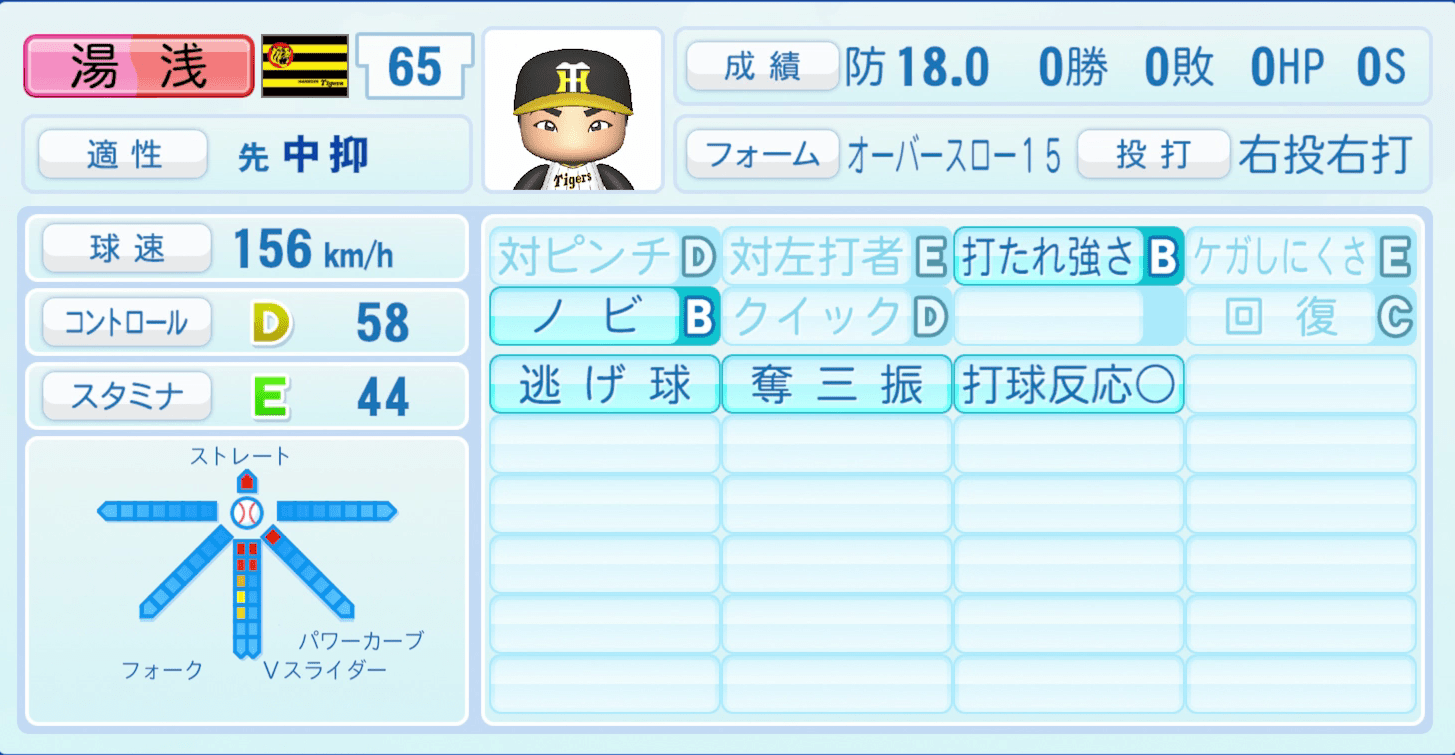 湯浅 65
成績 防18.0 0勝 0敗 0HP 0S
適性 先 中 抑
フォーム オーバースロー15 投打 右投右打
球速 156 km/h
コントロール D 58
スタミナ E 44
ストレート
パワーカーブ
フォーク Vスライダー
対ピンチ D 対左打者 E 打たれ強さ B ケガしにくさ E
ノビ B クイック D 回復 C
逃げ球 奪三振 打球反応○
Tigers